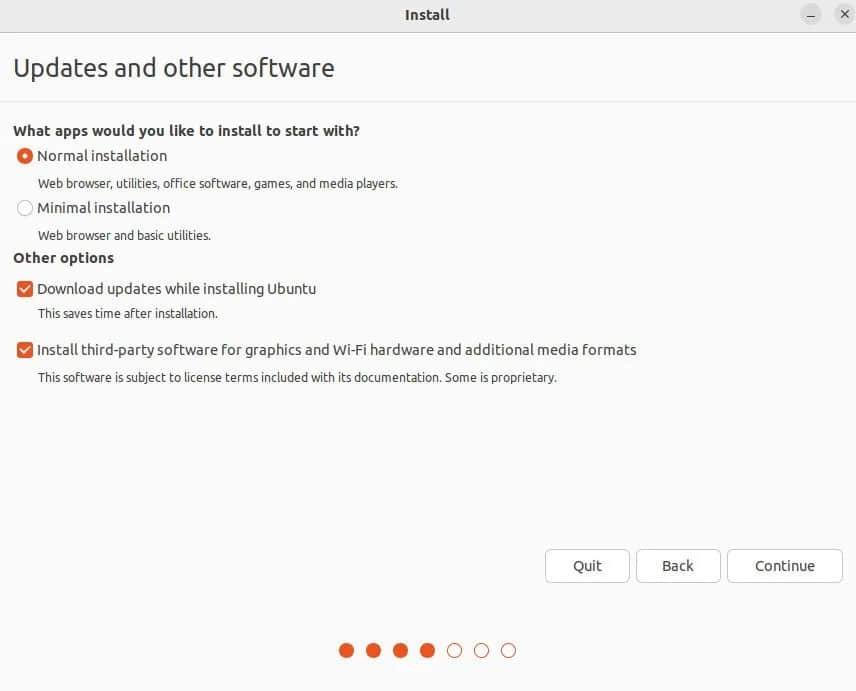 Install
Updates and other software
What apps would you like to install to start with?
Normal installation
Web browser, utilities, office software, games, and media players.
Minimal installation
Web browser and basic utilities.
Other options
Download updates while installing Ubuntu
This saves time after installation.
Install third-party software for graphics and Wi-Fi hardware and additional media formats
This software is subject to license terms included with its documentation. Some is proprietary.
Quit Back Continue